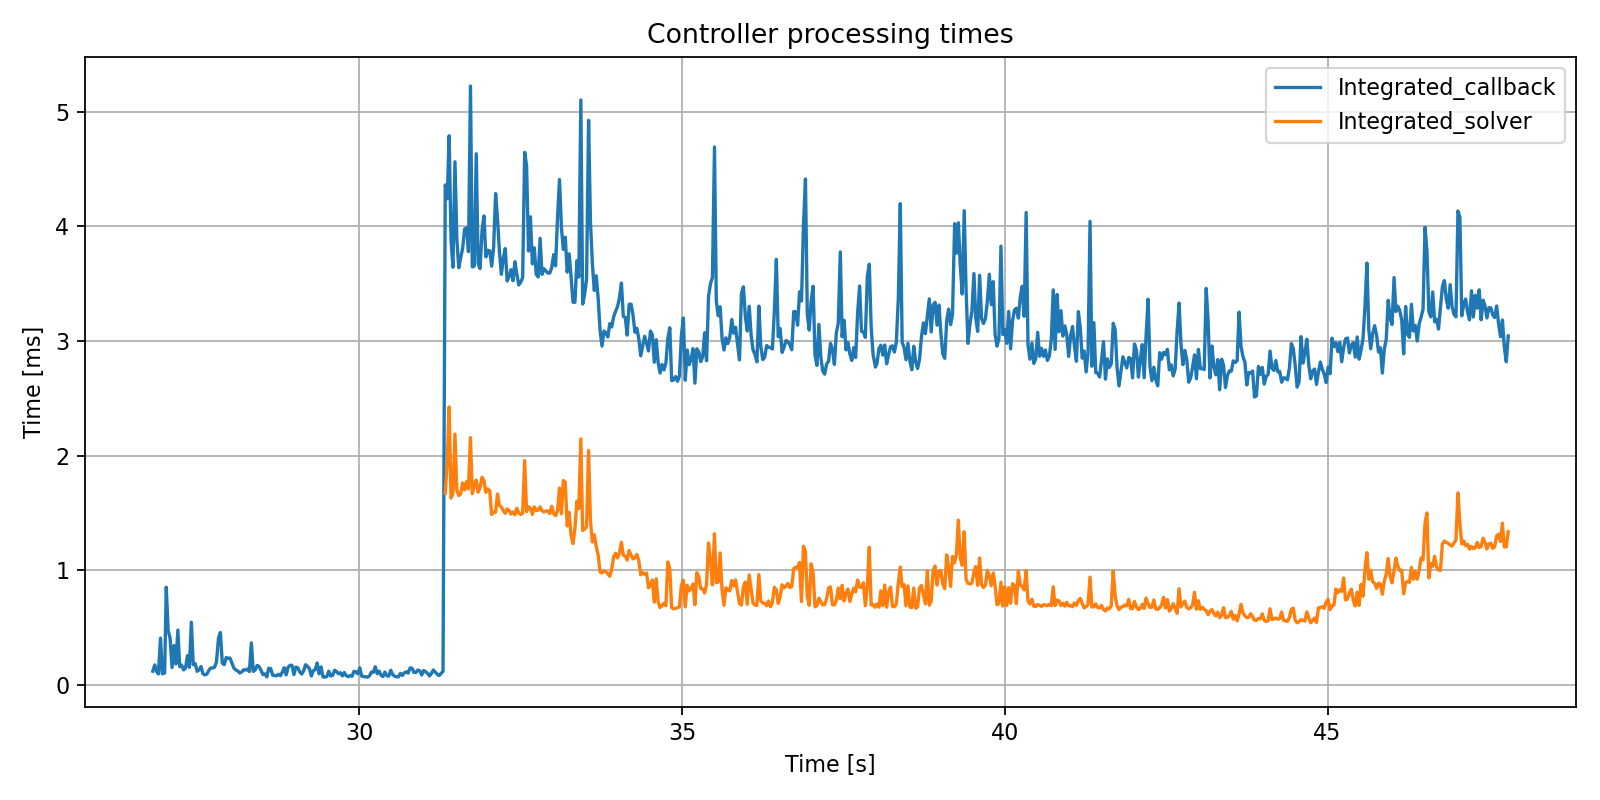 Controller processing times
Integrated_callback
Integrated_solver
Time [ms]
5
4
3
2
1
0
30
35
40
45
Time [s]